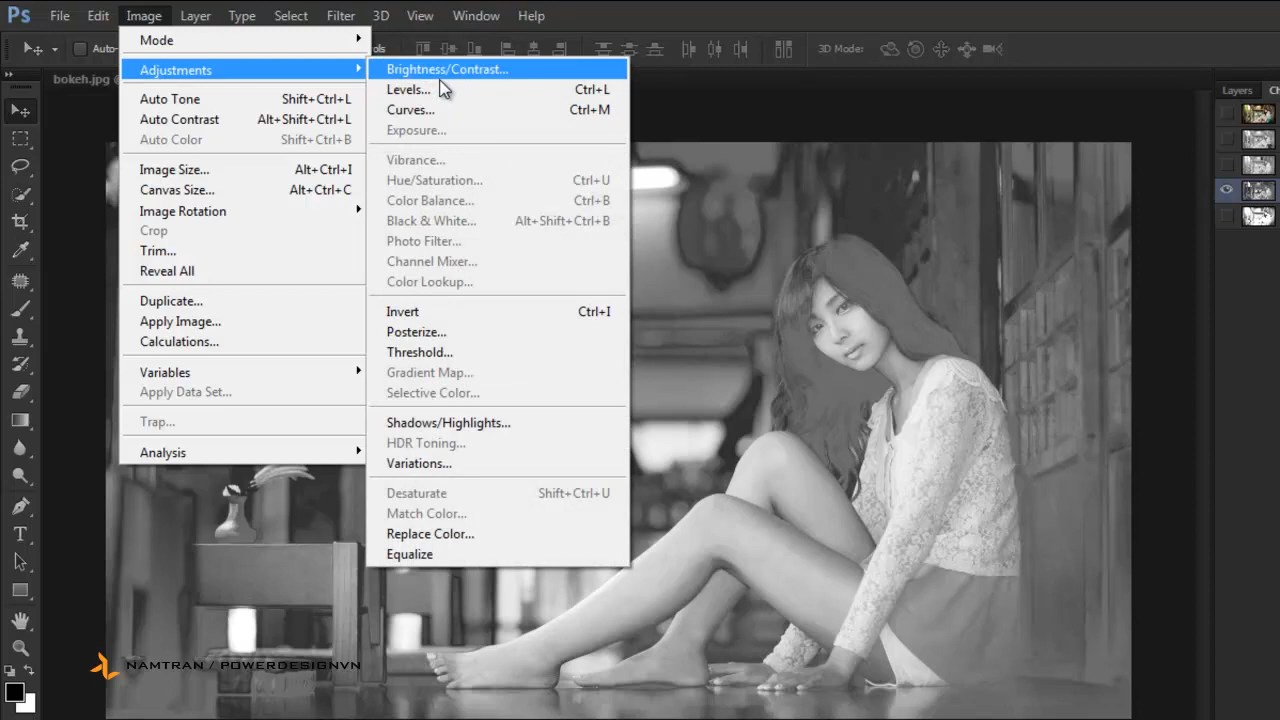 Ps File Edit Image Layer Type Select Filter 3D View Window Help
Auto- ols 3D Mode:
bokeh.jpg @
Mode
Adjustments
Auto Tone Shift+Ctrl+L
Auto Contrast Alt+Shift+Ctrl+L
Auto Color Shift+Ctrl+B
Image Size... Alt+Ctrl+I
Canvas Size... Alt+Ctrl+C
Image Rotation
Crop
Trim...
Reveal All
Duplicate...
Apply Image...
Calculations...
Variables
Apply Data Set...
Trap...
Analysis
Brightness/Contrast...
Levels... Ctrl+L
Curves... Ctrl+M
Exposure...
Vibrance...
Hue/Saturation... Ctrl+U
Color Balance... Ctrl+B
Black & White... Alt+Shift+Ctrl+B
Photo Filter...
Channel Mixer...
Color Lookup...
Invert Ctrl+I
Posterize...
Threshold...
Gradient Map...
Selective Color...
Shadows/Highlights...
HDR Toning...
Variations...
Desaturate Shift+Ctrl+U
Match Color...
Replace Color...
Equalize
Layers Ch
T
NAMTRAN / POWERDESIGNVN